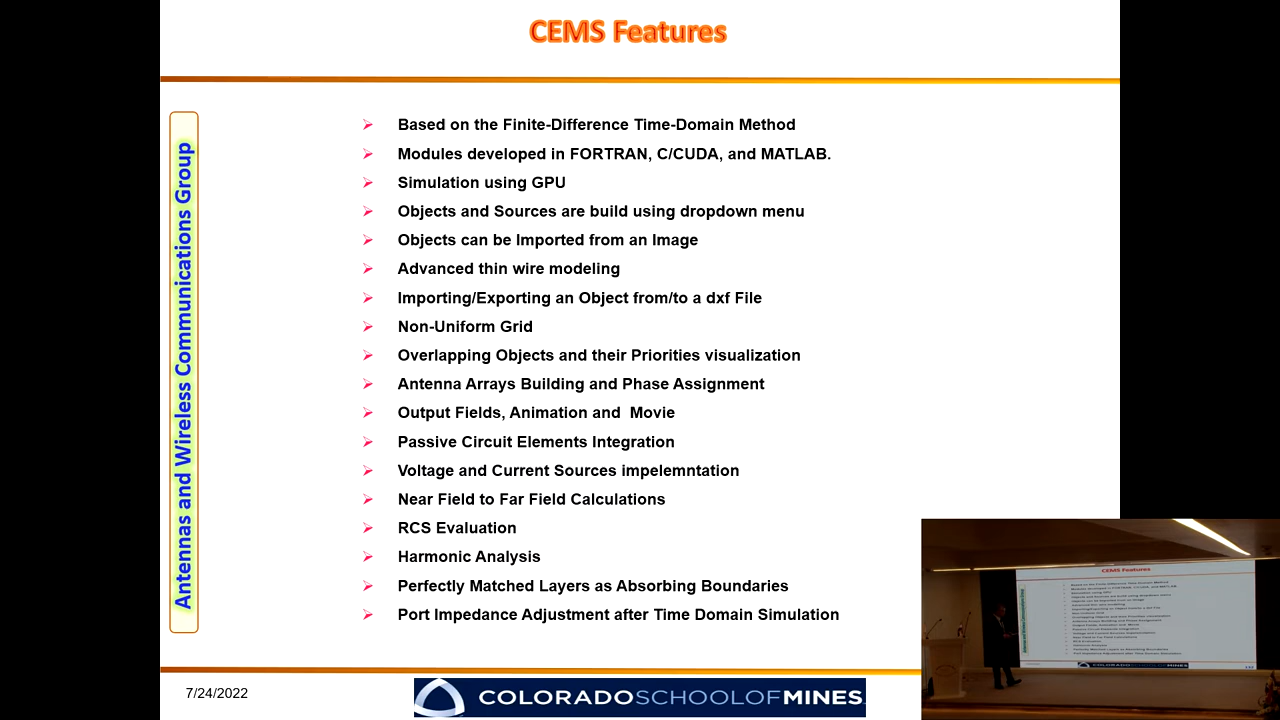 CEMS Features
Antennas and Wireless Communications Group
Based on the Finite-Difference Time-Domain Method
Modules developed in FORTRAN, C/CUDA, and MATLAB.
Simulation using GPU
Objects and Sources are build using dropdown menu
Objects can be Imported from an Image
Advanced thin wire modeling
Importing/Exporting an Object from/to a dxf File
Non-Uniform Grid
Overlapping Objects and their Priorities visualization
Antenna Arrays Building and Phase Assignment
Output Fields, Animation and Movie
Passive Circuit Elements Integration
Voltage and Current Sources impelemntation
Near Field to Far Field Calculations
RCS Evaluation
Harmonic Analysis
Perfectly Matched Layers as Absorbing Boundaries
Port Impedance Adjustment after Time Domain Simulation
7/24/2022
COLORADOSCHOOLOFMINES
CEMS Features
COLORADOSCHOOLOFMINES